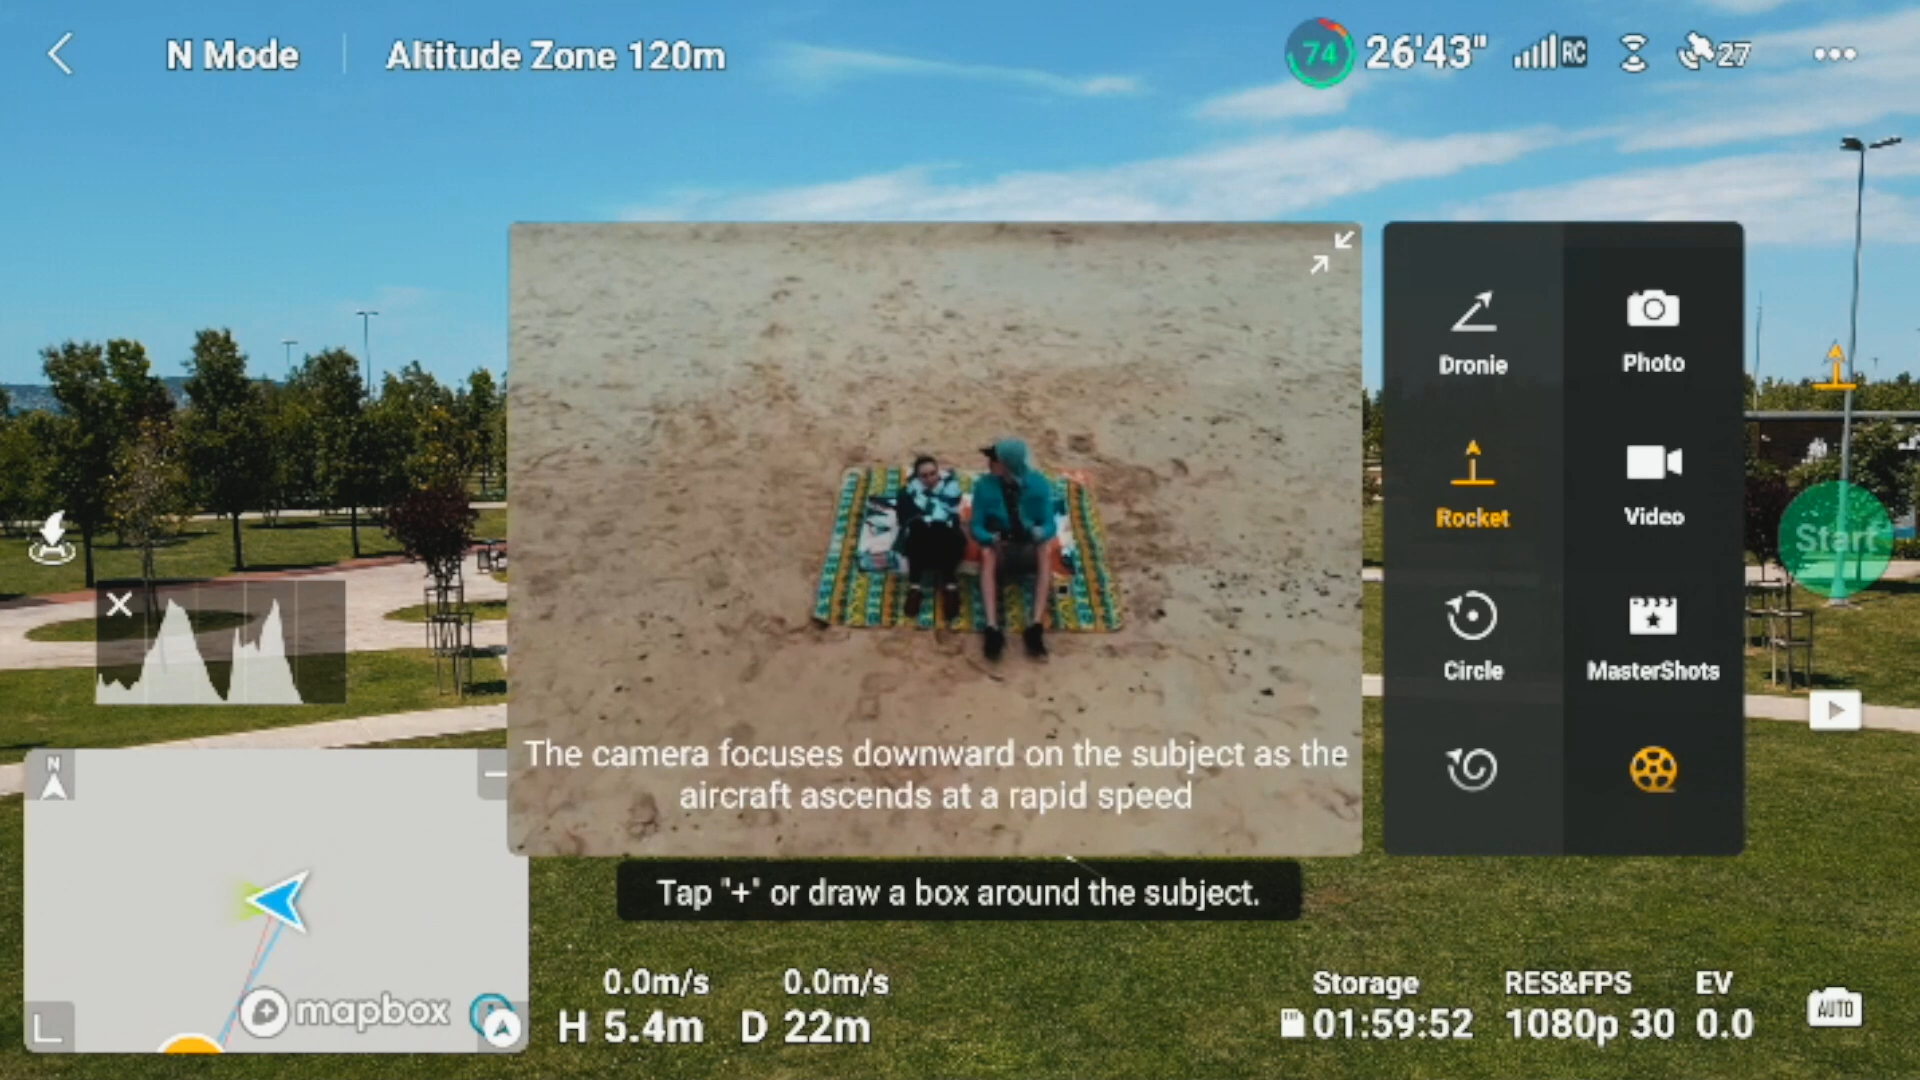 N Mode
Altitude Zone 120m
74
26'43"
RC
27
•••
Dronie
Photo
Rocket
Video
Start
Circle
MasterShots
The camera focuses downward on the subject as the
aircraft ascends at a rapid speed
N
Tap "+" or draw a box around the subject.
mapbox
0.0m/s
0.0m/s
H 5.4m
D 22m
Storage
RES&FPS
EV
01:59:52
1080p 30
0.0
AUTO